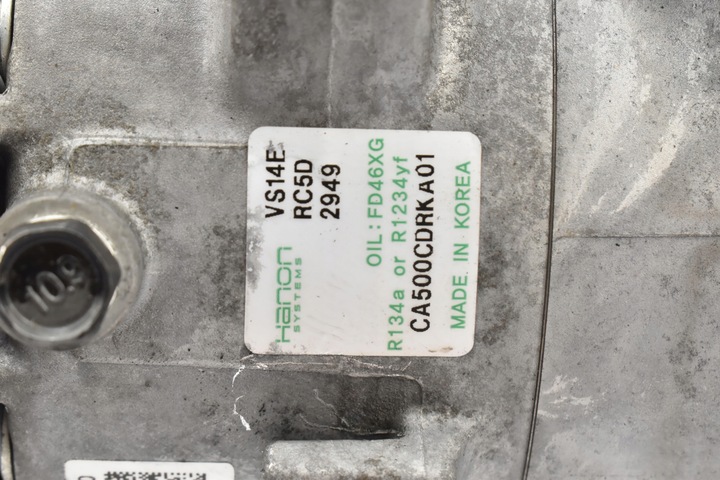 Hanon
SYSTEMS
VS14E
RC5D
2949
OIL: FD46XG
R134a or R1234yf
CA500CDRKA01
MADE IN KOREA
10.9